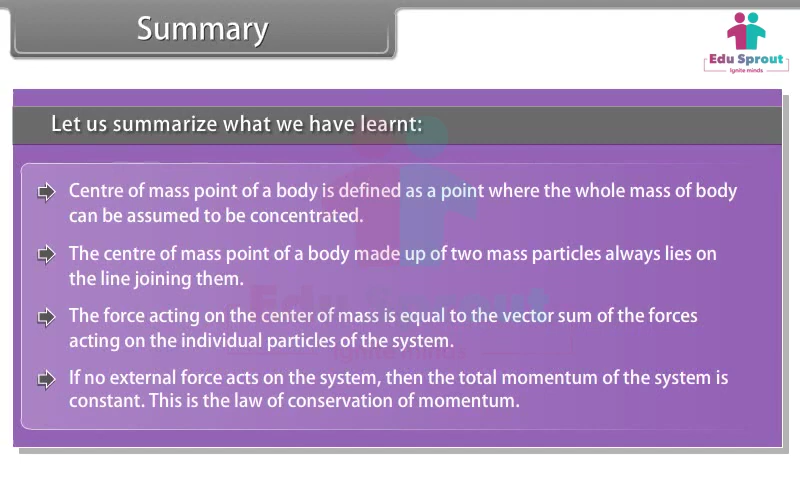 Summary
Edu Sprout
Ignite minds
Let us summarize what we have learnt:
Centre of mass point of a body is defined as a point where the whole mass of body
can be assumed to be concentrated.
The centre of mass point of a body made up of two mass particles always lies on
the line joining them.
The force acting on the center of mass is equal to the vector sum of the forces
acting on the individual particles of the system.
If no external force acts on the system, then the total momentum of the system is
constant. This is the law of conservation of momentum.
Edu Sprout
Ignite minds